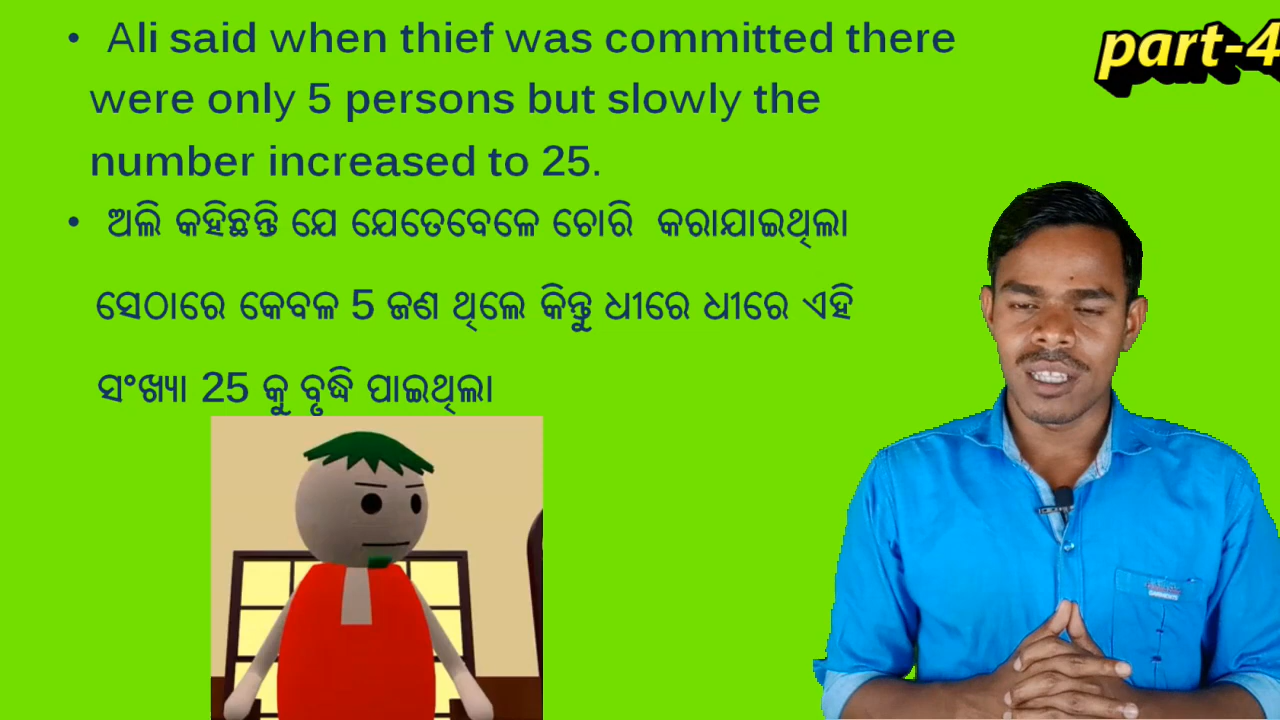 • Ali said when thief was committed there
were only 5 persons but slowly the
number increased to 25.
• ଅଲି କହିଛନ୍ତି ଯେ ଯେତେବେଳେ ଚୋରି କରାଯାଇଥିଲା
ସେଠାରେ କେବଳ 5 ଜଣ ଥିଲେ କିନ୍ତୁ ଧୀରେ ଧୀରେ ଏହି
ସଂଖ୍ୟା 25 କୁ ବୃଦ୍ଧି ପାଇଥିଲା
part-4